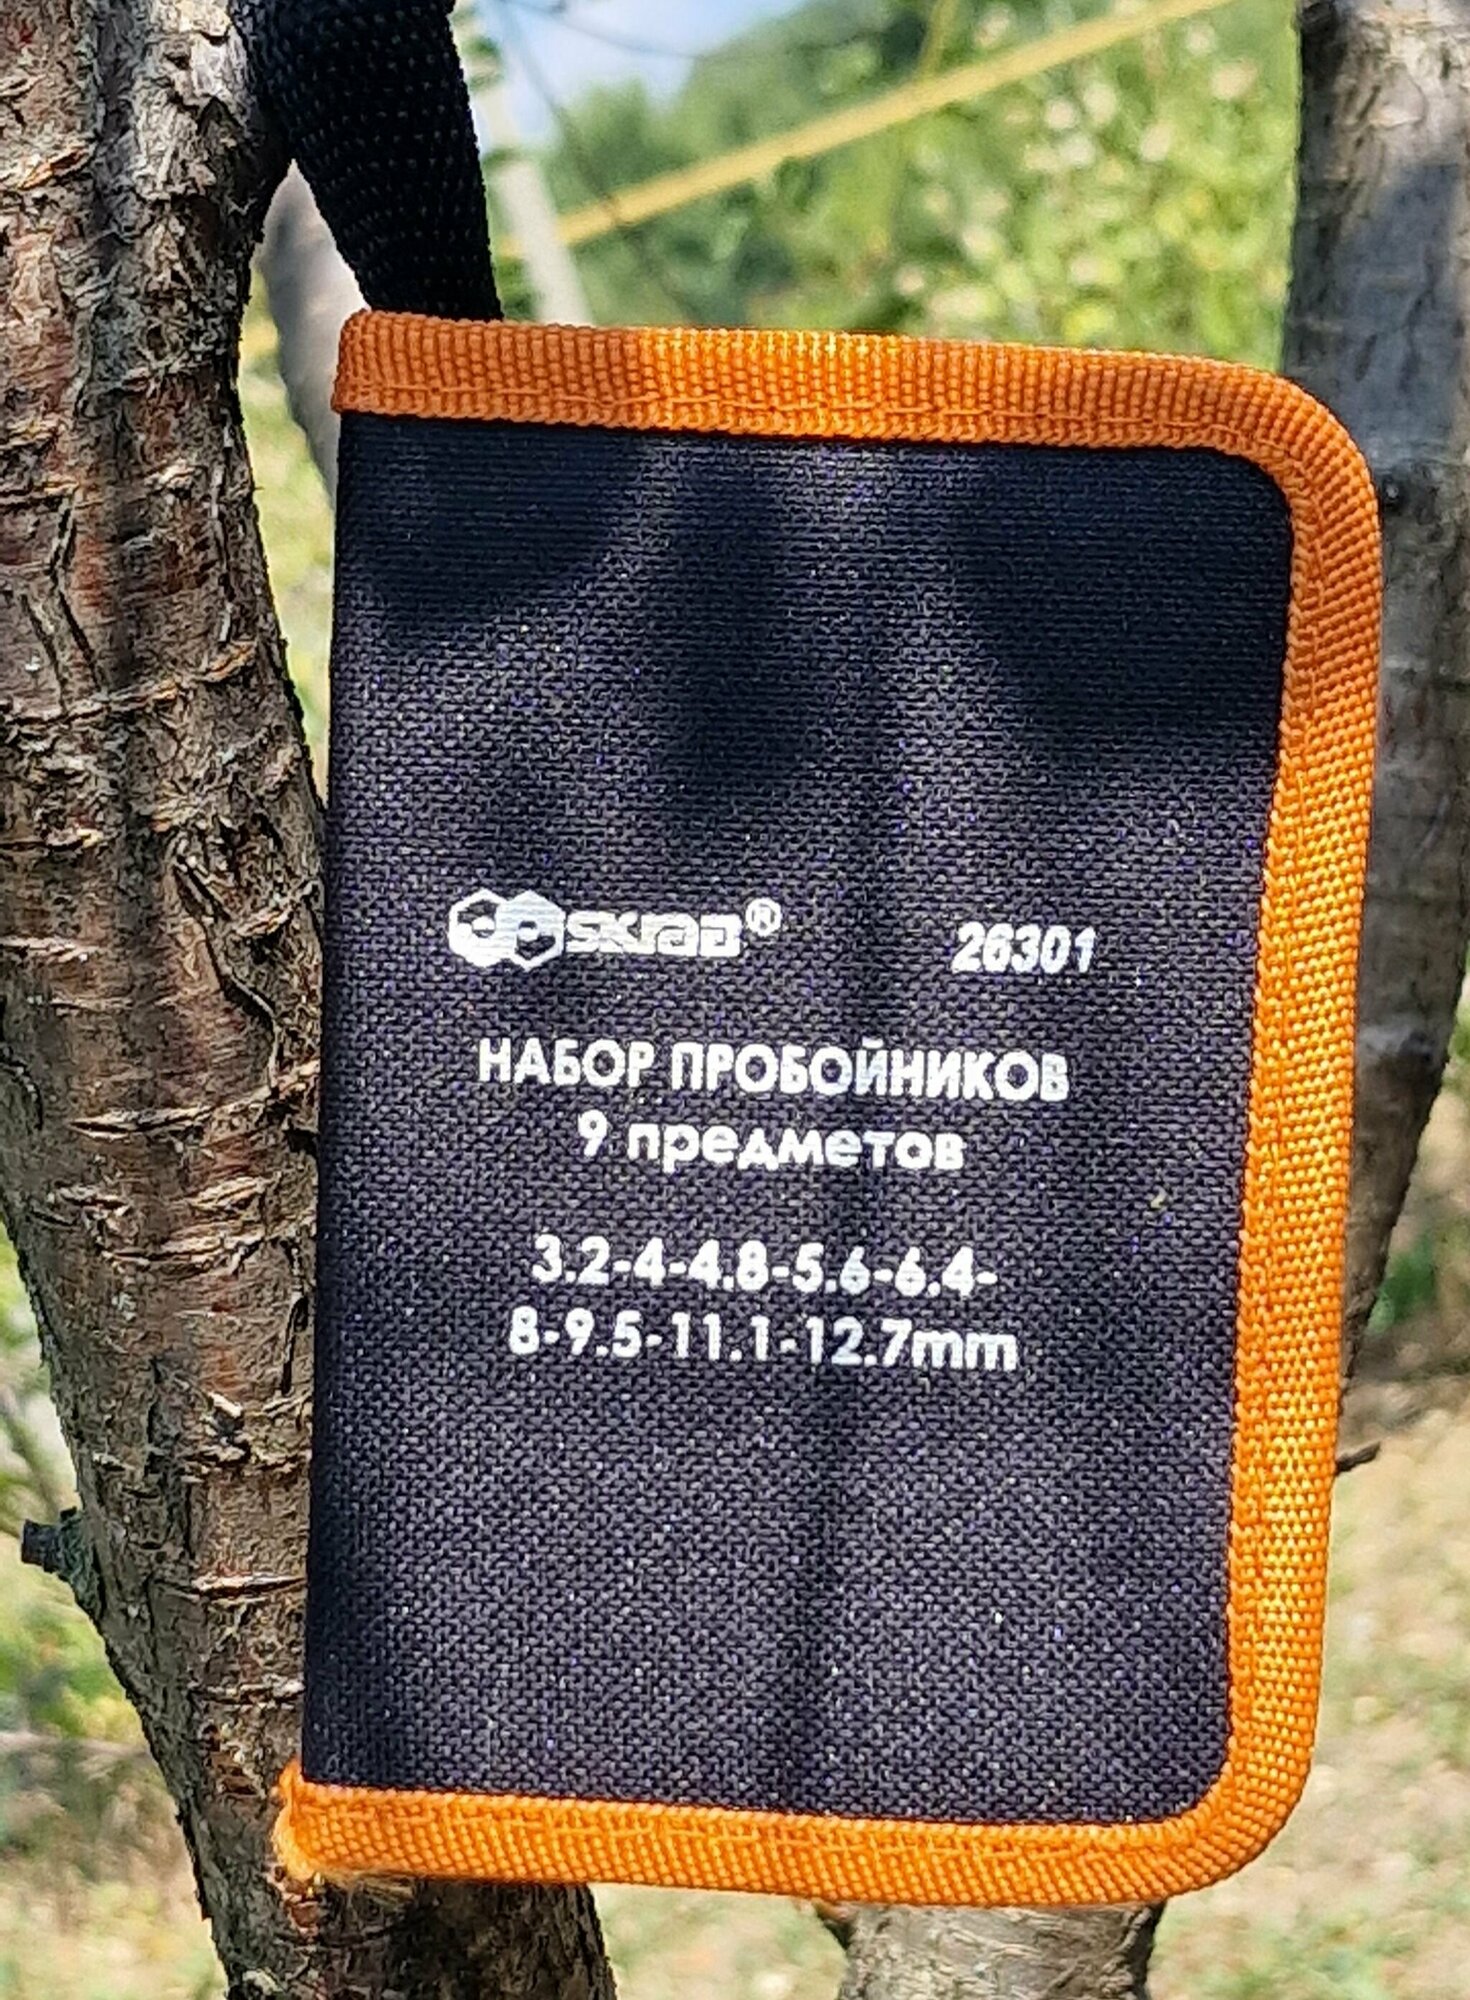 skrab® 26301
НАБОР ПРОБОЙНИКОВ
9 предметов
3.2-4-4.8-5.6-6.4-
8-9.5-11.1-12.7mm